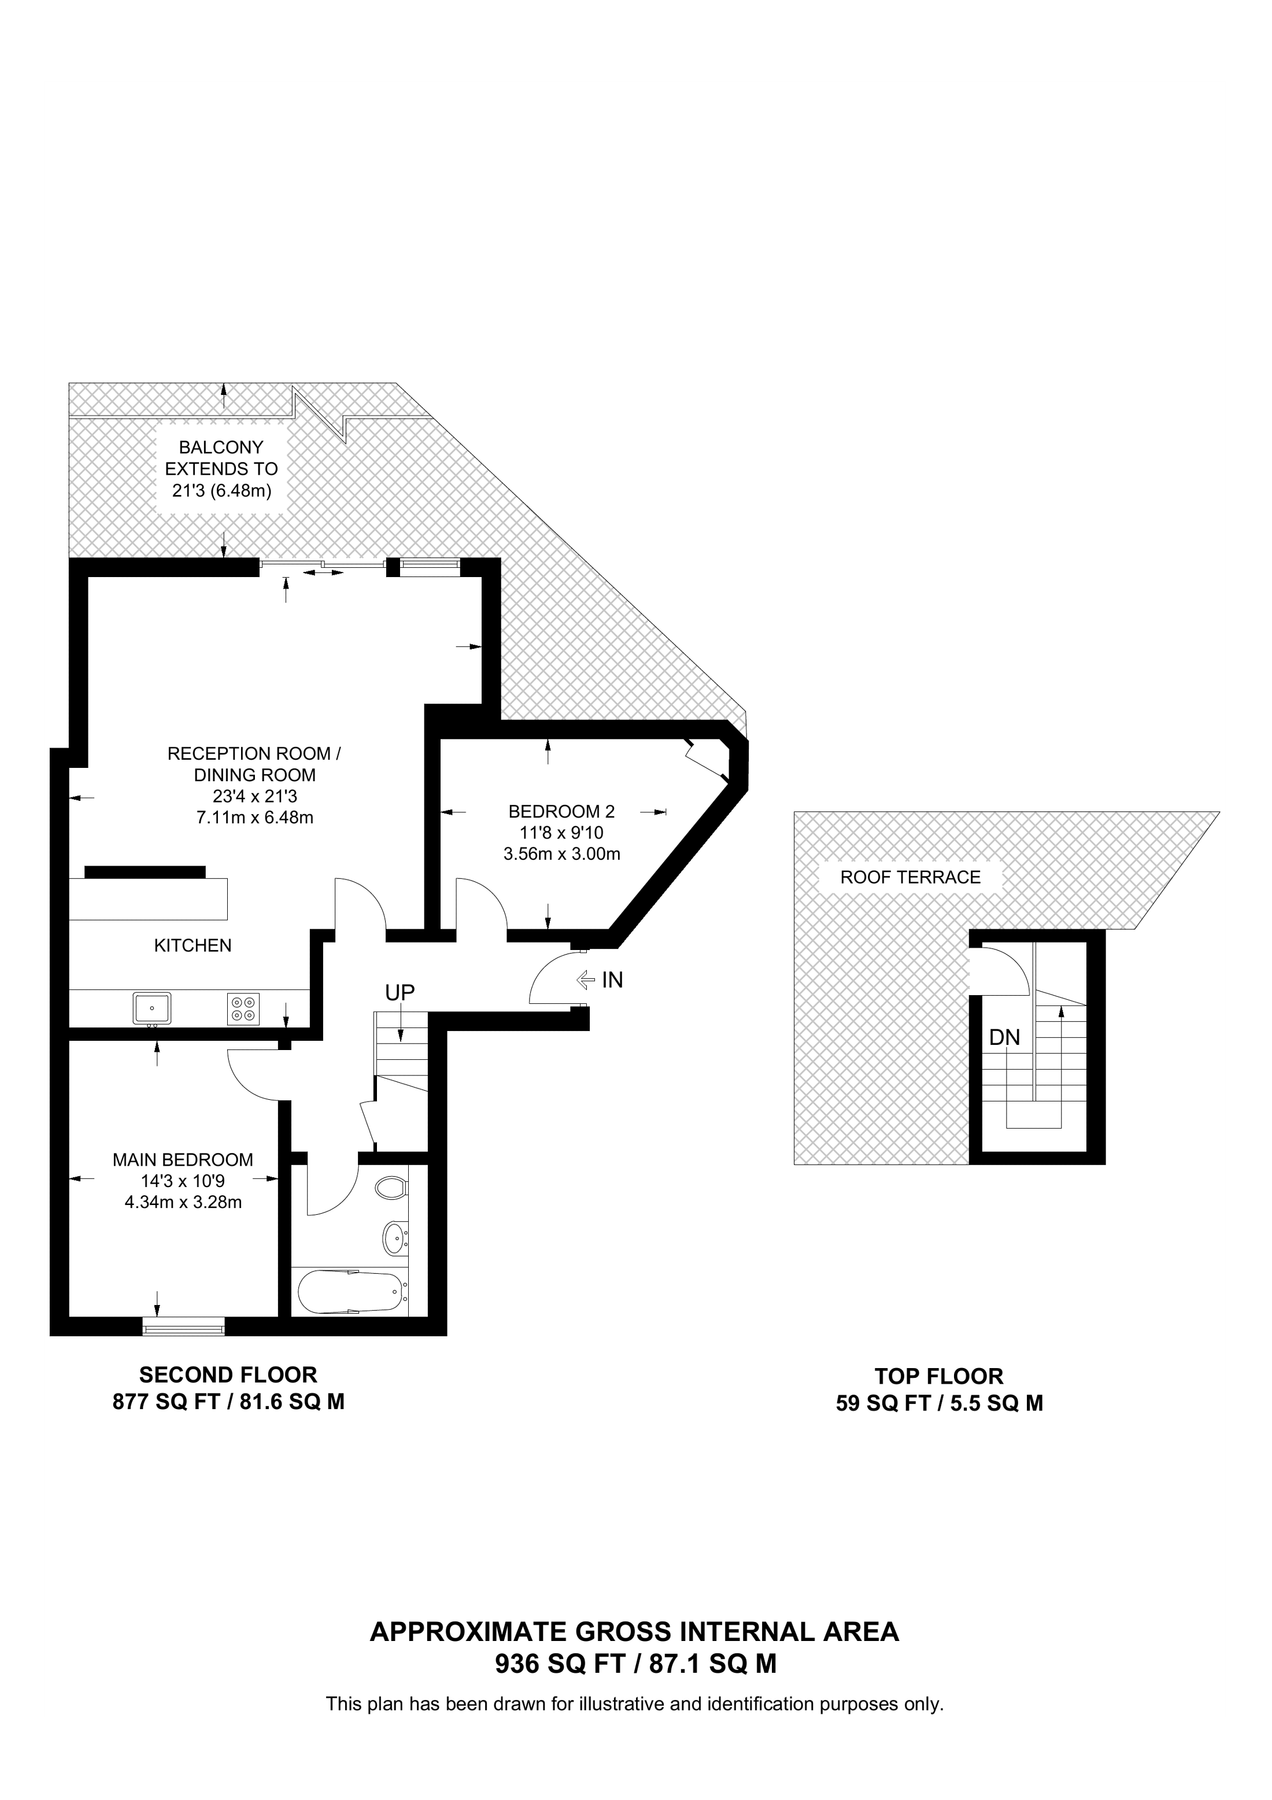 BALCONY
EXTENDS TO
21'3 (6.48m)
RECEPTION ROOM /
DINING ROOM
23'4 x 21'3
7.11m x 6.48m
BEDROOM 2
11'8 x 9'10
3.56m x 3.00m
KITCHEN
UP
IN
MAIN BEDROOM
14'3 x 10'9
4.34m x 3.28m
SECOND FLOOR
877 SQ FT / 81.6 SQ M
ROOF TERRACE
DN
TOP FLOOR
59 SQ FT / 5.5 SQ M
APPROXIMATE GROSS INTERNAL AREA
936 SQ FT / 87.1 SQ M
This plan has been drawn for illustrative and identification purposes only.